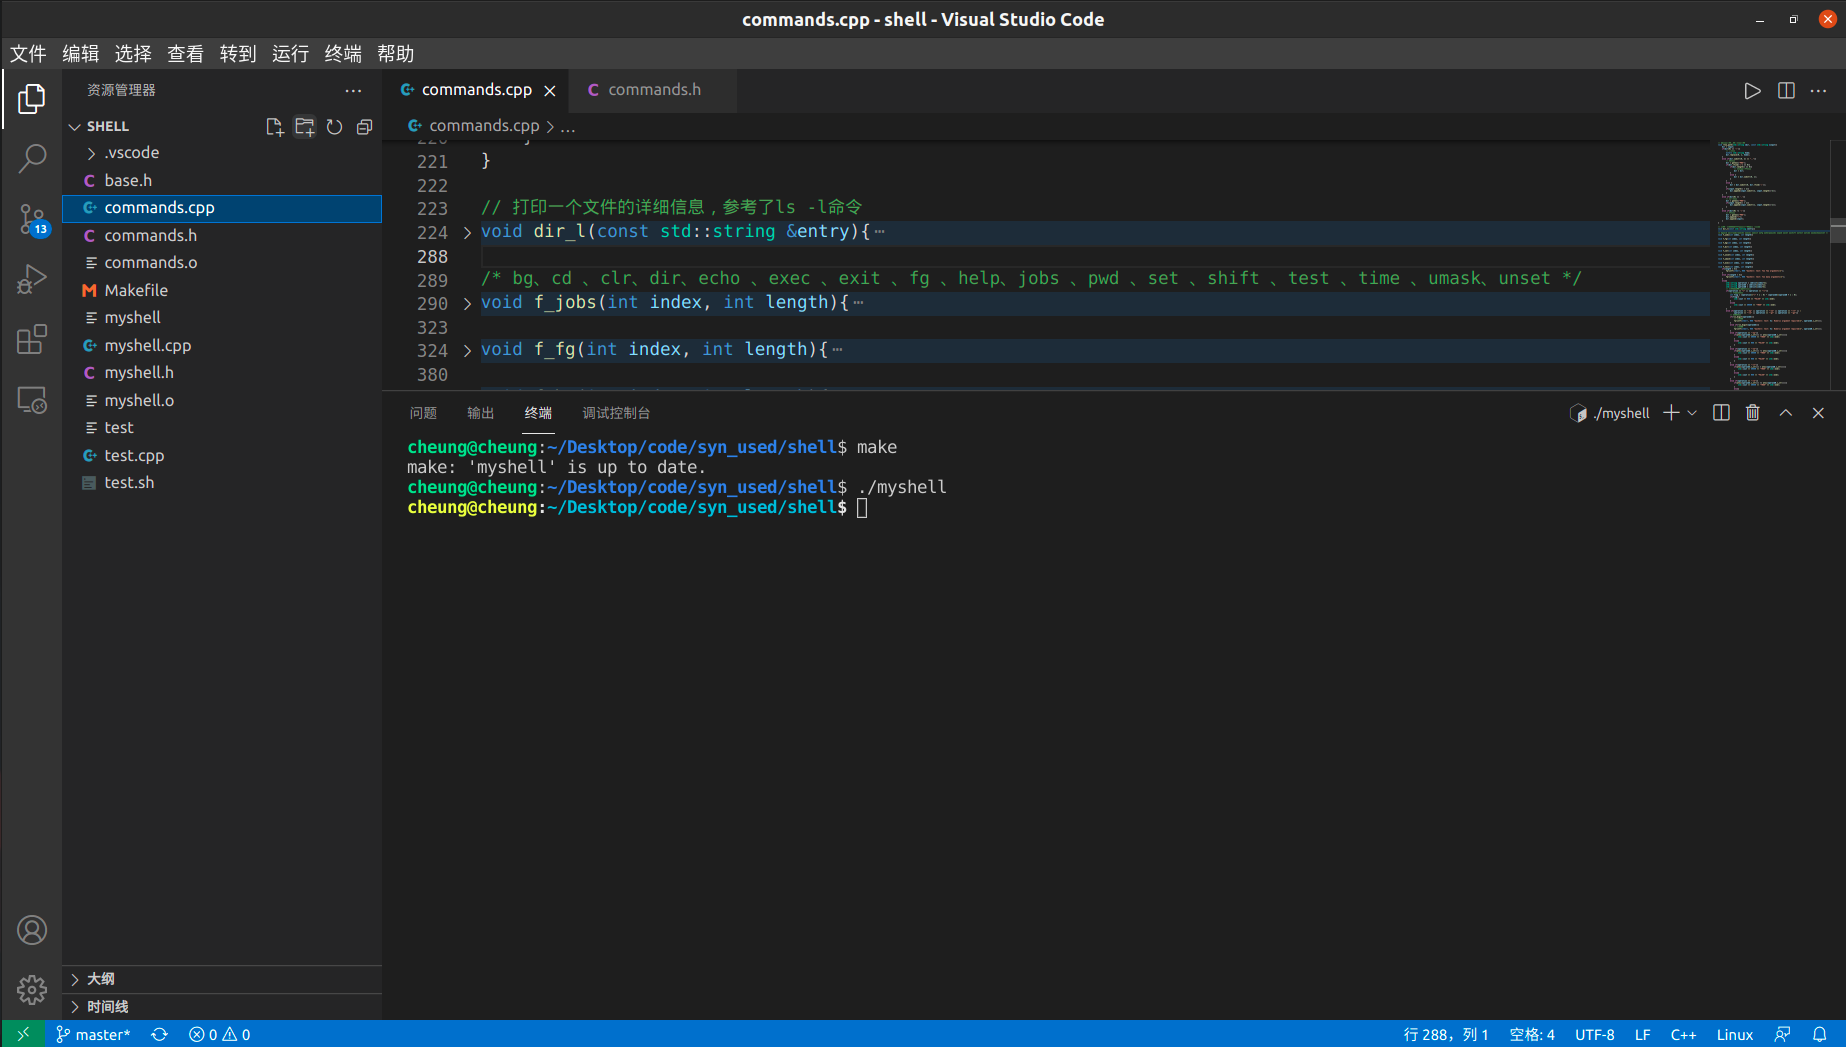 commands.cpp - shell - Visual Studio Code
文件 编辑 选择 查看 转到 运行 终端 帮助
资源管理器
SHELL
.vscode
base.h
commands.cpp
commands.h
commands.o
Makefile
myshell
myshell.cpp
myshell.h
myshell.o
test
test.cpp
test.sh
大纲
时间线
13
commands.cpp
commands.h
commands.cpp > ...
221 }
222
223 // 打印一个文件的详细信息，参考了ls -l命令
224 void dir_l(const std::string &entry){⋯
288
289 /* bg、cd 、clr、dir、echo 、exec 、exit 、fg 、help、jobs 、pwd 、set 、shift 、test 、time 、umask、unset */
290 void f_jobs(int index, int length){⋯
323
324 void f_fg(int index, int length){⋯
380
问题 输出 终端 调试控制台
./myshell
cheung@cheung:~/Desktop/code/syn_used/shell$ make
make: 'myshell' is up to date.
cheung@cheung:~/Desktop/code/syn_used/shell$ ./myshell
cheung@cheung:~/Desktop/code/syn_used/shell$
master* 0 0 行 288，列 1 空格: 4 UTF-8 LF C++ Linux